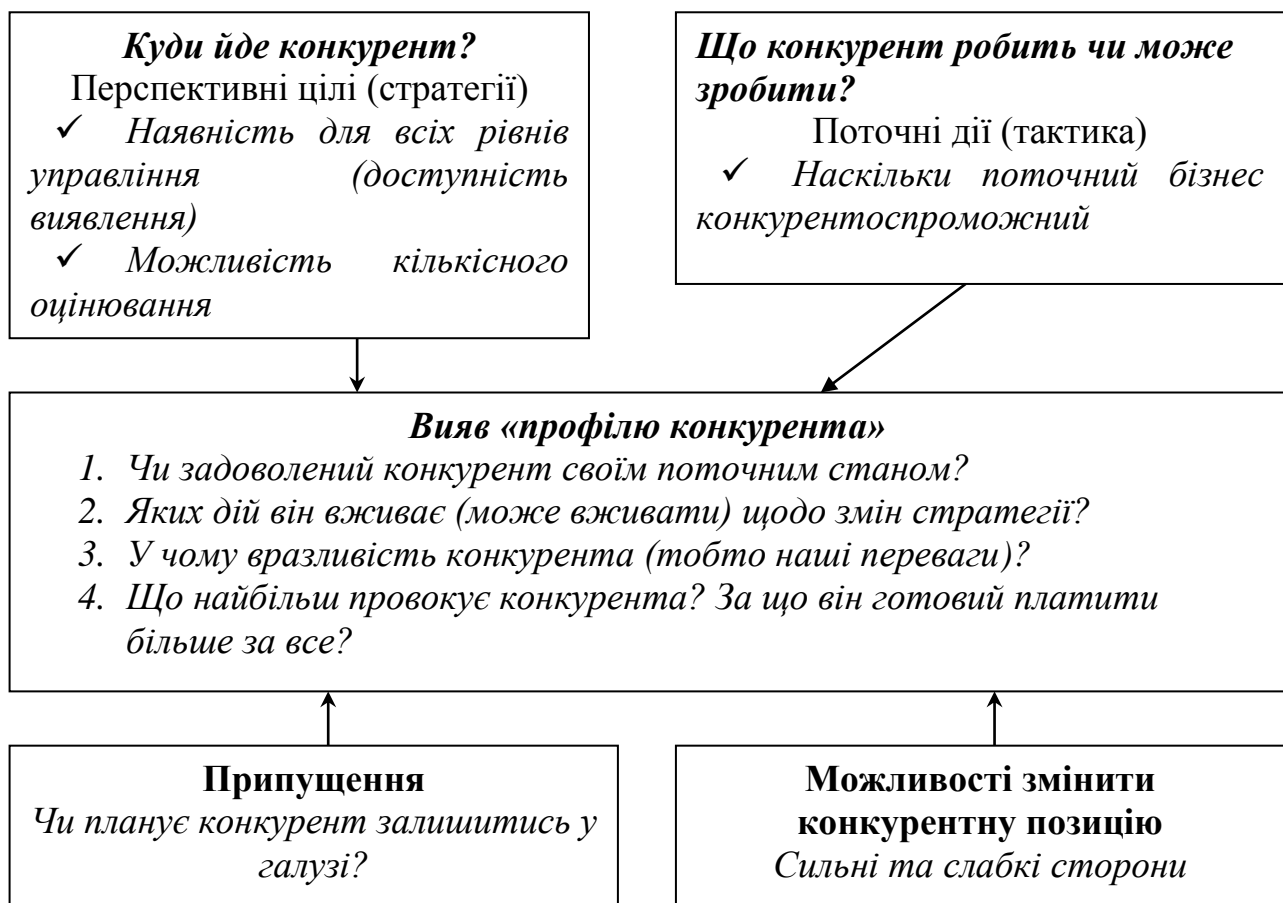 Куди йде конкурент?
Перспективні цілі (стратегії)
✓ Наявність для всіх рівнів
управління (доступність
виявлення)
✓ Можливість кількісного
оцінювання
Що конкурент робить чи може
зробити?
Поточні дії (тактика)
✓ Наскільки поточний бізнес
конкурентоспроможний
Вияв «профілю конкурента»
1. Чи задоволений конкурент своїм поточним станом?
2. Яких дій він вживає (може вживати) щодо змін стратегії?
3. У чому вразливість конкурента (тобто наші переваги)?
4. Що найбільш провокує конкурента? За що він готовий платити
більше за все?
Припущення
Чи планує конкурент залишитись у
галузі?
Можливості змінити
конкурентну позицію
Сильні та слабкі сторони